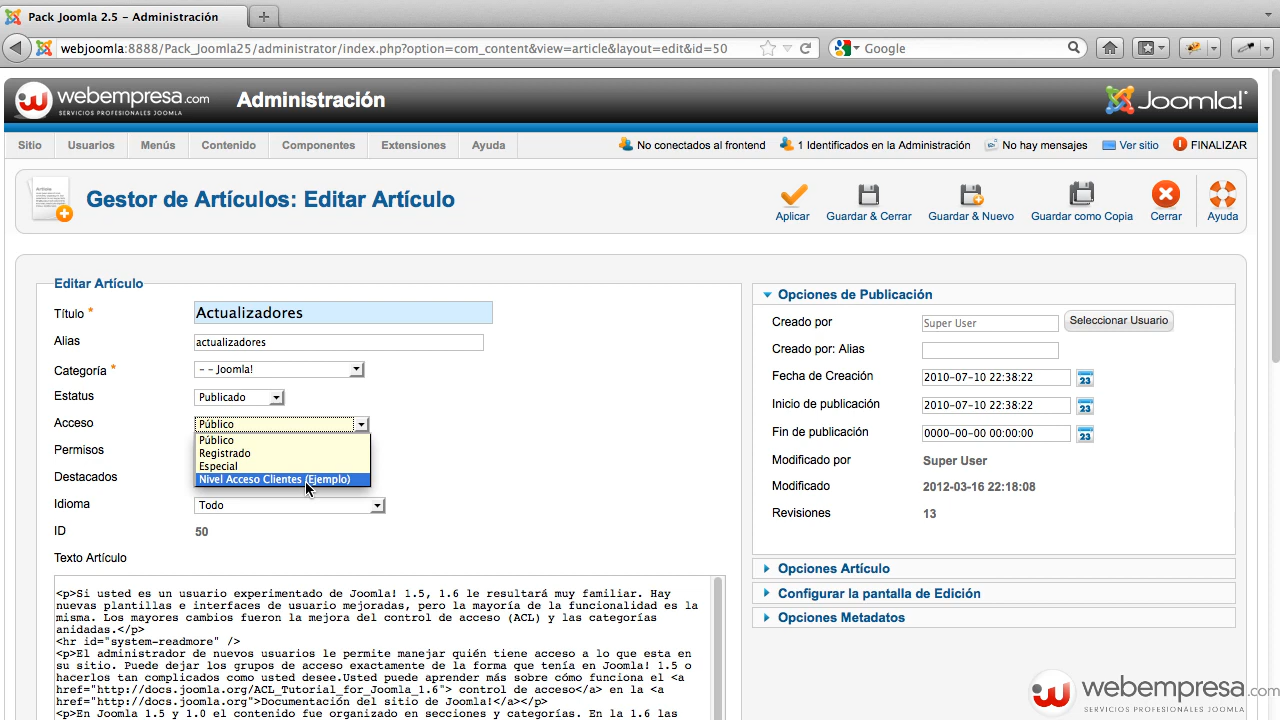 Pack Joomla 2.5 – Administración
webjoomla:8888/Pack_Joomla25/administrator/index.php?option=com_content&view=article&layout=edit&id=50
Google
webempresa.com
SERVICIOS PROFESIONALES JOOMLA
Administración
Joomla!
Sitio
Usuarios
Menús
Contenido
Componentes
Extensiones
Ayuda
No conectados al frontend
1 Identificados en la Administración
No hay mensajes
Ver sitio
FINALIZAR
Gestor de Artículos: Editar Artículo
Aplicar
Guardar & Cerrar
Guardar & Nuevo
Guardar como Copia
Cerrar
Ayuda
Editar Artículo
Título *
Actualizadores
Alias
actualizadores
Categoría *
- - Joomla!
Estatus
Publicado
Acceso
Público
Público
Registrado
Especial
Nivel Acceso Clientes (Ejemplo)
Permisos
Destacados
Idioma
Todo
ID
50
Texto Artículo
<p>Si usted es un usuario experimentado de Joomla! 1.5, 1.6 le resultará muy familiar. Hay
nuevas plantillas e interfaces de usuario mejoradas, pero la mayoría de la funcionalidad es la
misma. Los mayores cambios fueron la mejora del control de acceso (ACL) y las categorías
anidadas.</p>
<hr id="system-readmore" />
<p>El administrador de nuevos usuarios le permite manejar quién tiene acceso a lo que esta en
su sitio. Puede dejar los grupos de acceso exactamente de la forma que tenía en Joomla! 1.5 o
hacerlos tan complicados como usted desee.Usted puede aprender más sobre cómo funciona el <a
href="http://docs.joomla.org/ACL_Tutorial_for_Joomla_1.6"> control de acceso</a> en la <a
href="http://docs.joomla.org">Documentación del sitio de Joomla!</a></p>
<p>En Joomla 1.5 y 1.0 el contenido fue organizado en secciones y categorías. En la 1.6 las
Opciones de Publicación
Creado por
Super User
Seleccionar Usuario
Creado por: Alias
Fecha de Creación
2010-07-10 22:38:22
23
Inicio de publicación
2010-07-10 22:38:22
23
Fin de publicación
0000-00-00 00:00:00
23
Modificado por
Super User
Modificado
2012-03-16 22:18:08
Revisiones
13
Opciones Artículo
Configurar la pantalla de Edición
Opciones Metadatos
webempresa.com
SERVICIOS PROFESIONALES JOOMLA